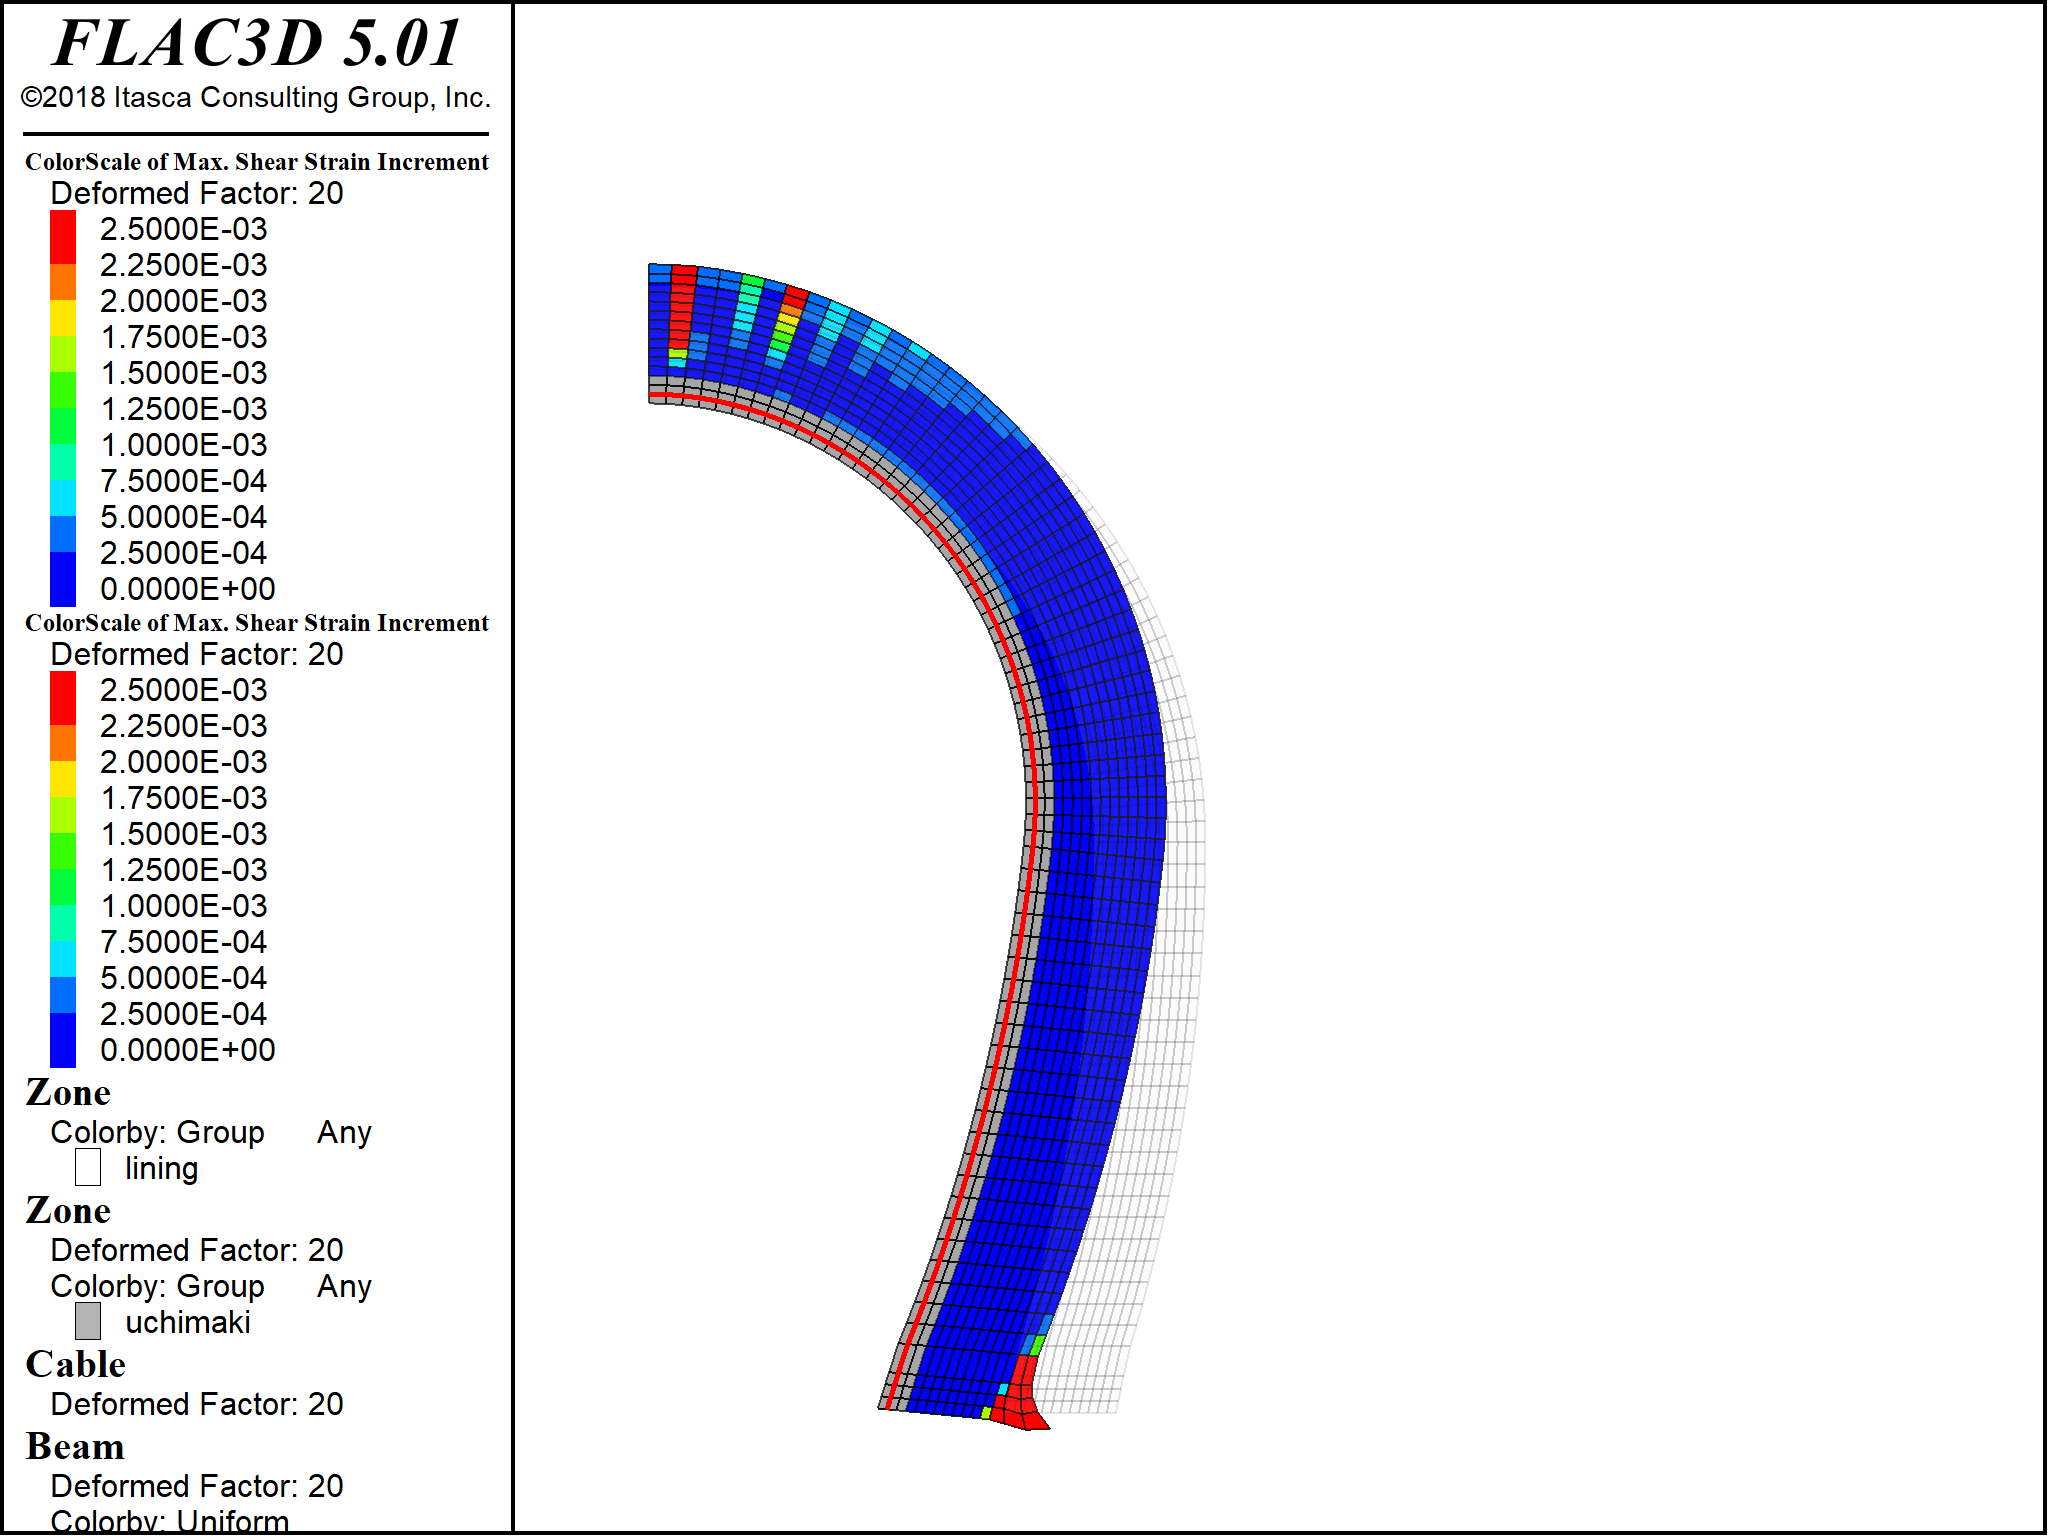 FLAC3D 5.01
©2018 Itasca Consulting Group, Inc.
ColorScale of Max. Shear Strain Increment
Deformed Factor: 20
2.5000E-03
2.2500E-03
2.0000E-03
1.7500E-03
1.5000E-03
1.2500E-03
1.0000E-03
7.5000E-04
5.0000E-04
2.5000E-04
0.0000E+00
ColorScale of Max. Shear Strain Increment
Deformed Factor: 20
2.5000E-03
2.2500E-03
2.0000E-03
1.7500E-03
1.5000E-03
1.2500E-03
1.0000E-03
7.5000E-04
5.0000E-04
2.5000E-04
0.0000E+00
Zone
Colorby: Group Any
lining
Zone
Deformed Factor: 20
Colorby: Group Any
uchimaki
Cable
Deformed Factor: 20
Beam
Deformed Factor: 20
Colorby: Uniform